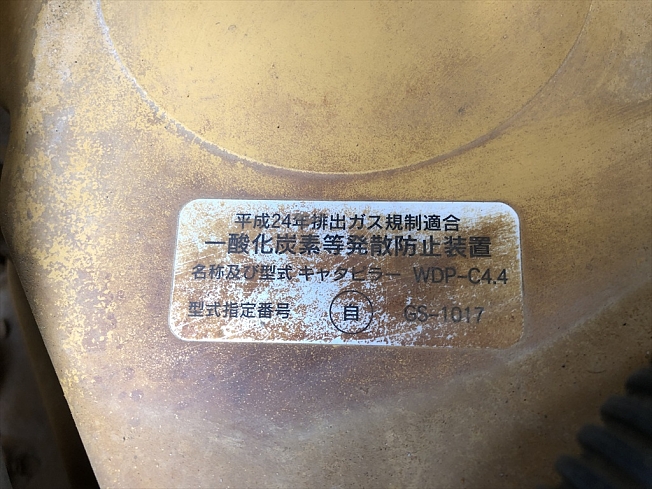 平成24年排出ガス規制適合
一酸化炭素等発散防止装置
名称及び型式 キャタピラー WDP-C4.4
型式指定番号 自 GS-1017